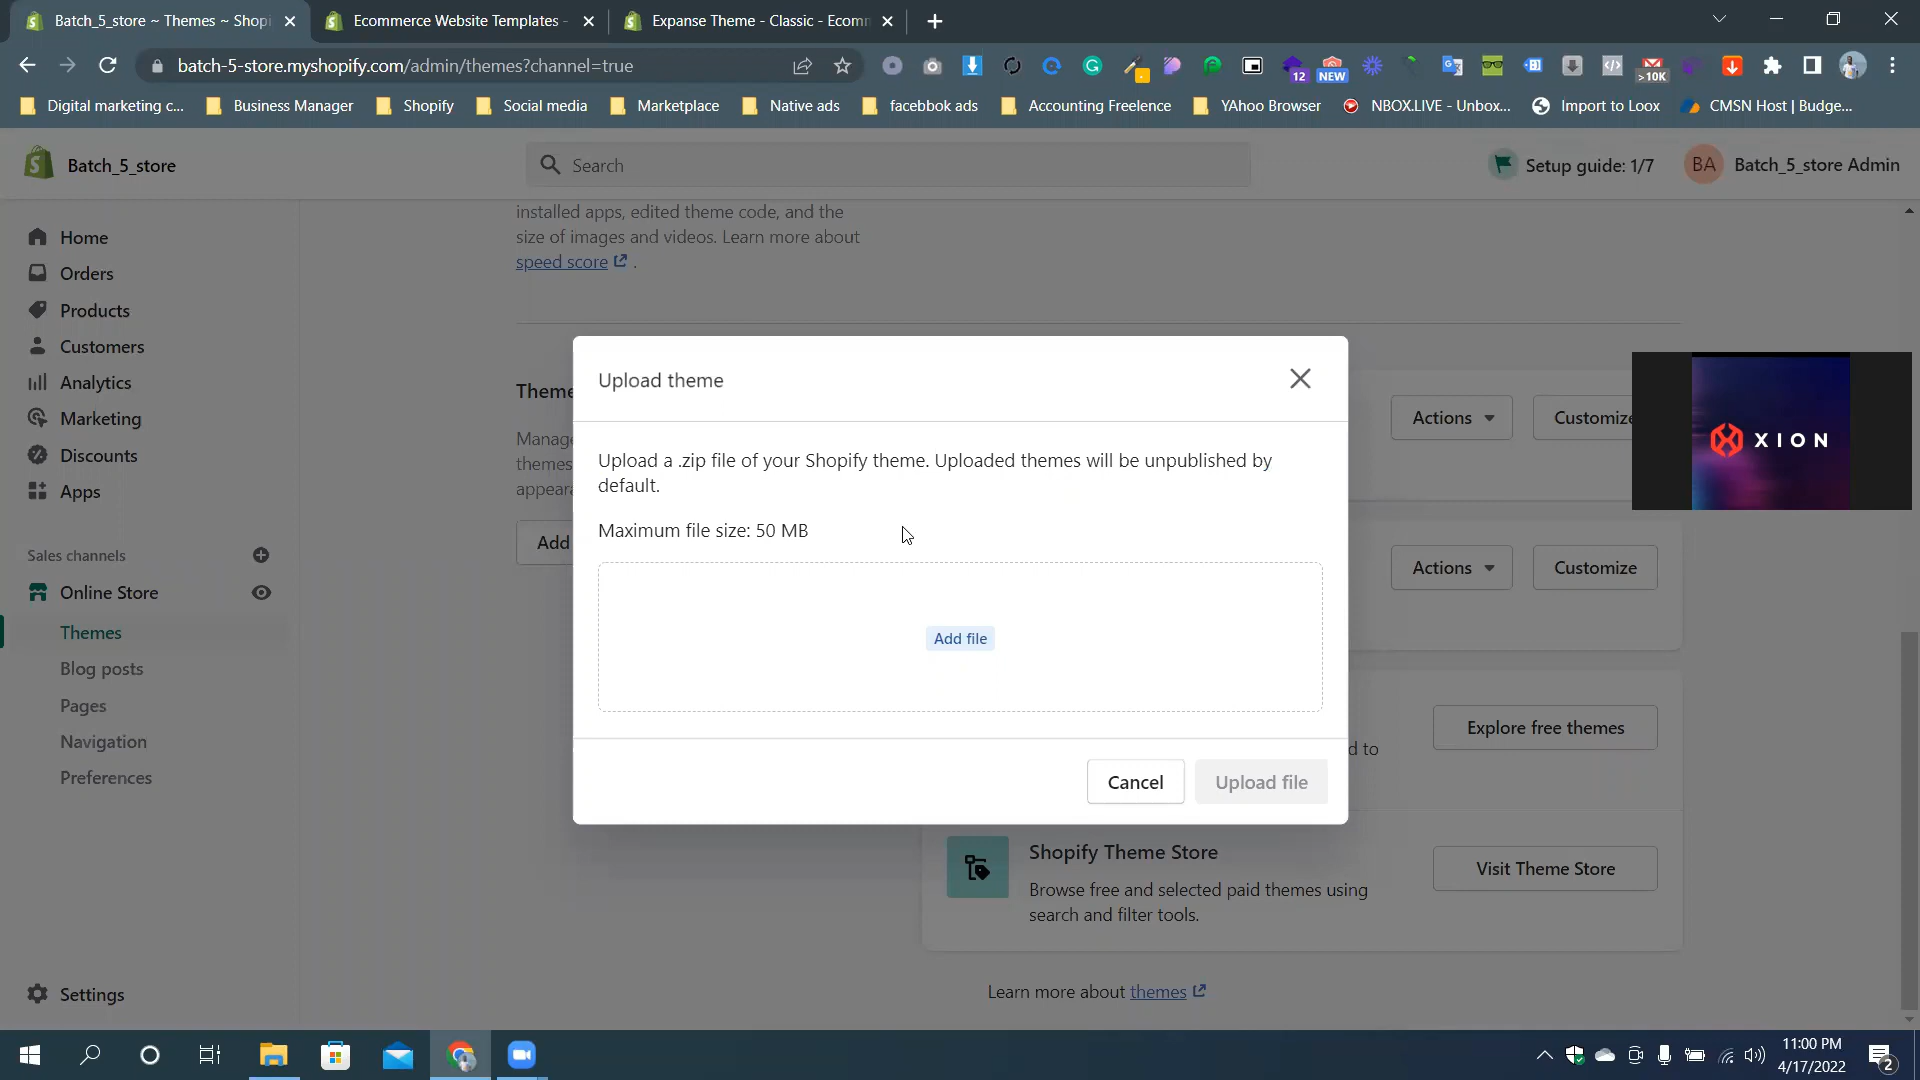 Batch_5_store ~ Themes ~ Shopi
Ecommerce Website Templates -
Expanse Theme - Classic - Ecom
batch-5-store.myshopify.com/admin/themes?channel=true
12
NEW
>10K
Digital marketing c...
Business Manager
Shopify
Social media
Marketplace
Native ads
facebbok ads
Accounting Freelence
YAhoo Browser
NBOX.LIVE - Unbox...
Import to Loox
CMSN Host | Budge...
Batch_5_store
Search
Setup guide: 1/7
BA
Batch_5_store Admin
installed apps, edited theme code, and the
size of images and videos. Learn more about
speed score .
Home
Orders
Products
Customers
Analytics
Marketing
Discounts
Apps
Sales channels
Online Store
Themes
Blog posts
Pages
Navigation
Preferences
Settings
Theme
Manag
themes
appeara
Add
Upload theme
Upload a .zip file of your Shopify theme. Uploaded themes will be unpublished by
default.
Maximum file size: 50 MB
Add file
Cancel
Upload file
Actions
Customize
XION
Actions
Customize
d to
Explore free themes
Shopify Theme Store
Browse free and selected paid themes using
search and filter tools.
Visit Theme Store
Learn more about themes
11:00 PM
4/17/2022
2